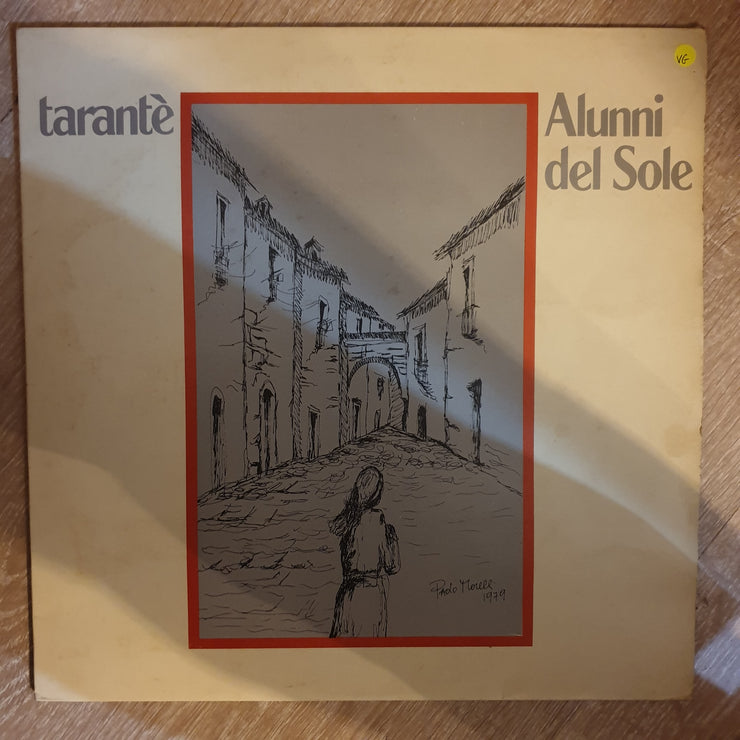 tarantè
Alunni
del Sole
VG
Paolo Morelli
1979